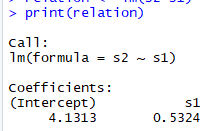 > print(relation)
Call:
lm(formula = s2 ~ s1)
Coefficients:
(Intercept) s1
4.1313 0.5324